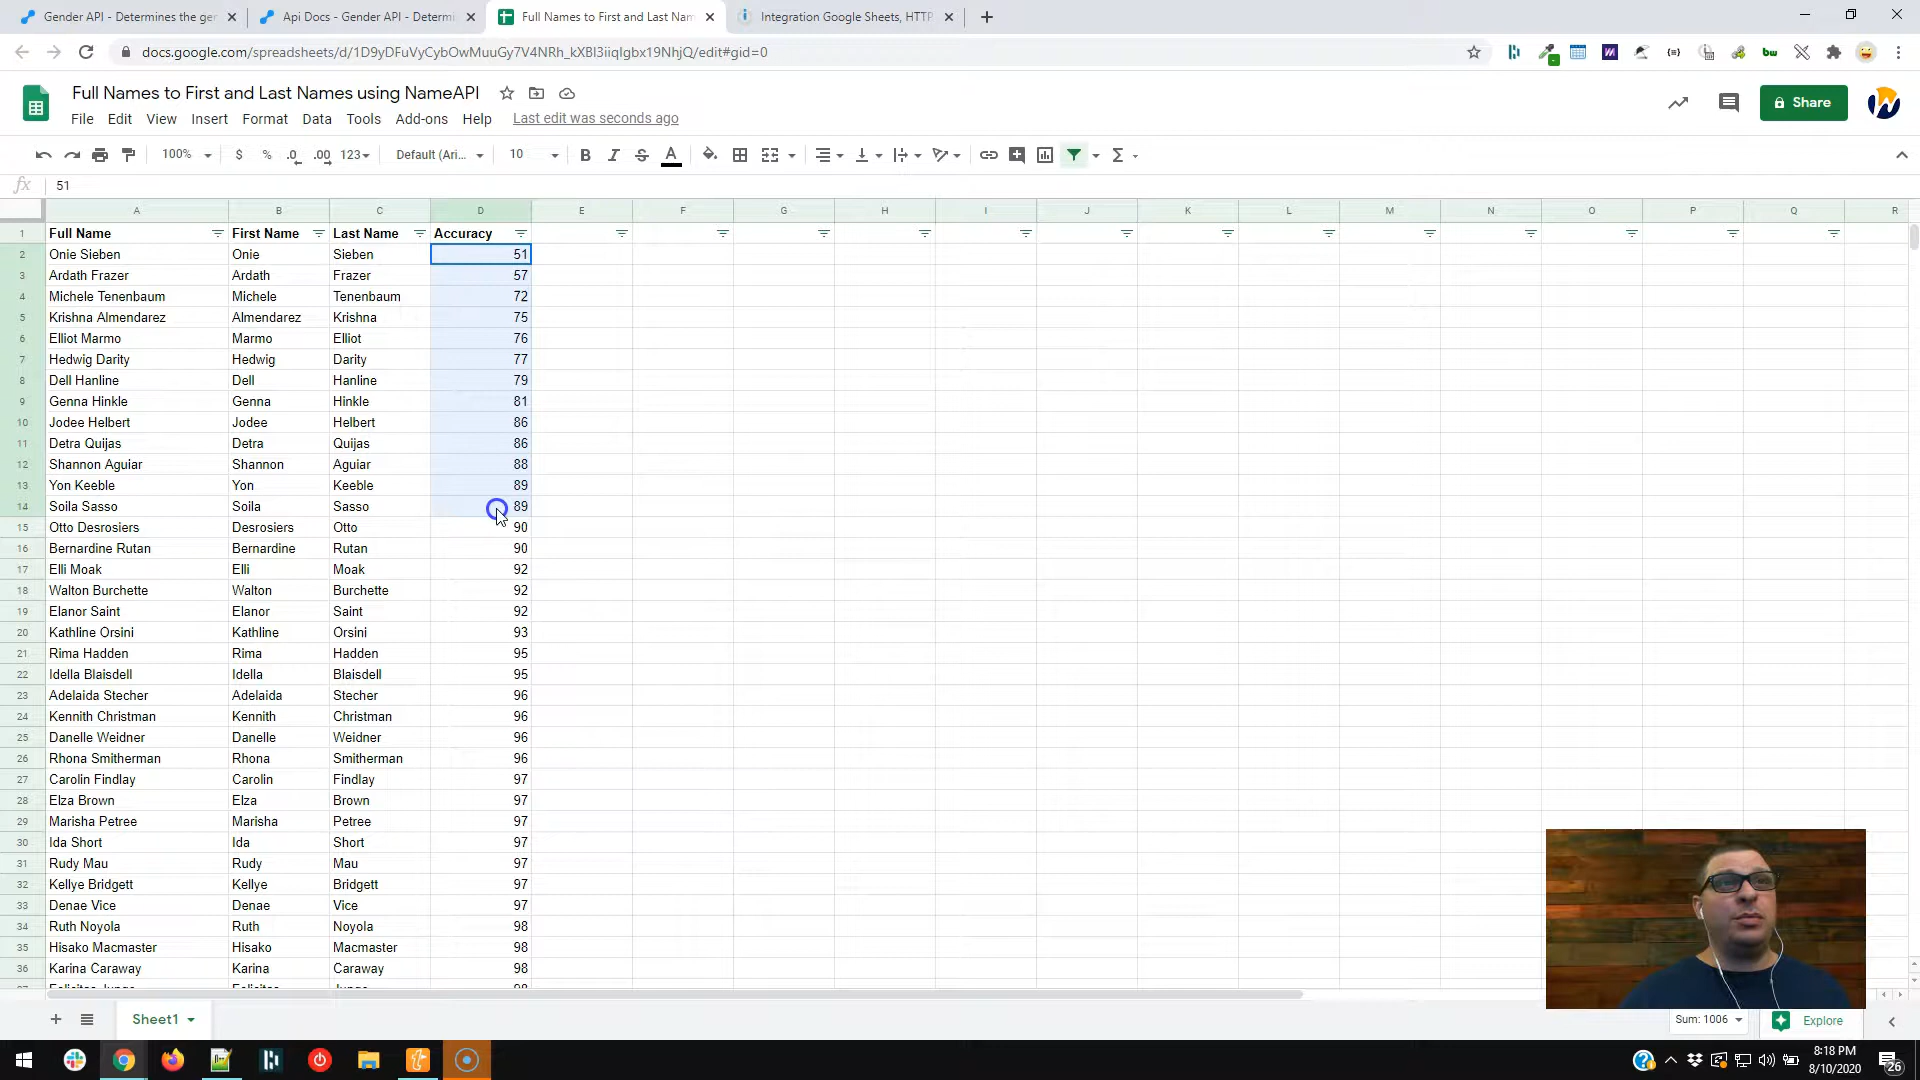 Gender API - Determines the ger
Api Docs - Gender API - Determi
Full Names to First and Last Nam
Integration Google Sheets, HTTP
docs.google.com/spreadsheets/d/1D9yDFuVyCybOwMuuGy7V4NRh_kXBI3iiqIgbx19NhjQ/edit#gid=0
Full Names to First and Last Names using NameAPI
Share
File Edit View Insert Format Data Tools Add-ons Help Last edit was seconds ago
100% $ % .0 .00 123 Default (Ari... 10 B I S A
fx 51
A B C D E F G H I J K L M N O P Q R
1 Full Name First Name Last Name Accuracy
2 Onie Sieben Onie Sieben 51
3 Ardath Frazer Ardath Frazer 57
4 Michele Tenenbaum Michele Tenenbaum 72
5 Krishna Almendarez Almendarez Krishna 75
6 Elliot Marmo Marmo Elliot 76
7 Hedwig Darity Hedwig Darity 77
8 Dell Hanline Dell Hanline 79
9 Genna Hinkle Genna Hinkle 81
10 Jodee Helbert Jodee Helbert 86
11 Detra Quijas Detra Quijas 86
12 Shannon Aguiar Shannon Aguiar 88
13 Yon Keeble Yon Keeble 89
14 Soila Sasso Soila Sasso 89
15 Otto Desrosiers Desrosiers Otto 90
16 Bernardine Rutan Bernardine Rutan 90
17 Elli Moak Elli Moak 92
18 Walton Burchette Walton Burchette 92
19 Elanor Saint Elanor Saint 92
20 Kathline Orsini Kathline Orsini 93
21 Rima Hadden Rima Hadden 95
22 Idella Blaisdell Idella Blaisdell 95
23 Adelaida Stecher Adelaida Stecher 96
24 Kennith Christman Kennith Christman 96
25 Danelle Weidner Danelle Weidner 96
26 Rhona Smitherman Rhona Smitherman 96
27 Carolin Findlay Carolin Findlay 97
28 Elza Brown Elza Brown 97
29 Marisha Petree Marisha Petree 97
30 Ida Short Ida Short 97
31 Rudy Mau Rudy Mau 97
32 Kellye Bridgett Kellye Bridgett 97
33 Denae Vice Denae Vice 97
34 Ruth Noyola Ruth Noyola 98
35 Hisako Macmaster Hisako Macmaster 98
36 Karina Caraway Karina Caraway 98
Sheet1
Sum: 1006
Explore
8:18 PM
8/10/2020
26